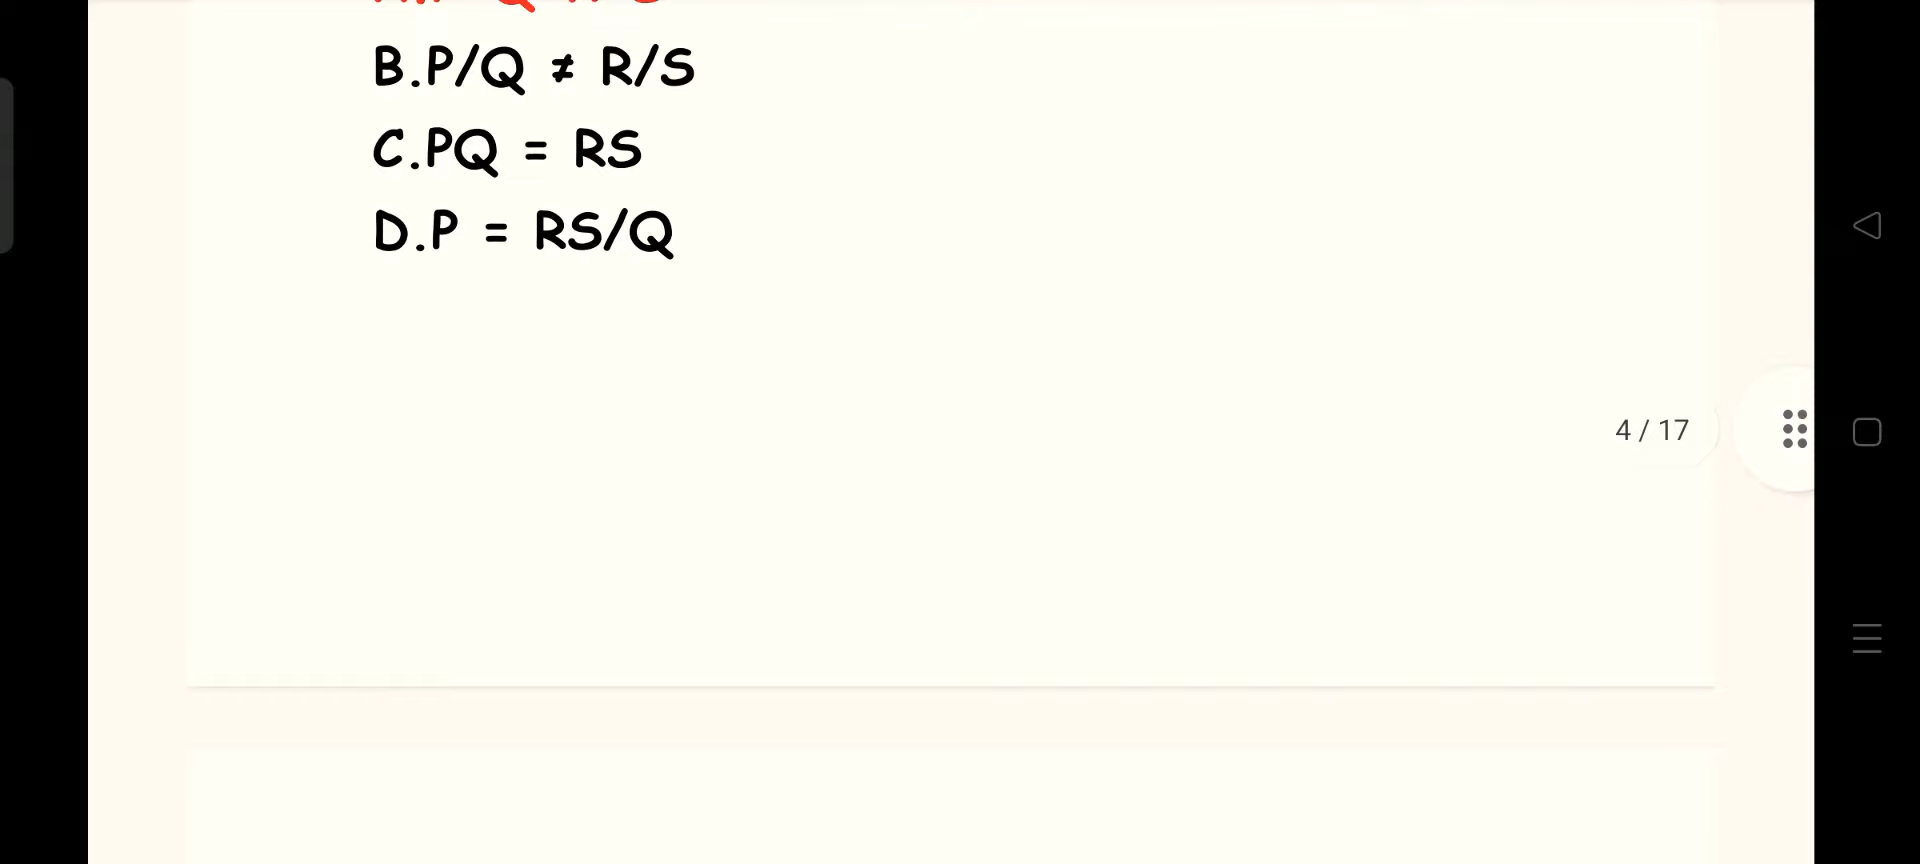 B.P/Q ≠ R/S
C.PQ = RS
D.P = RS/Q
4 / 17